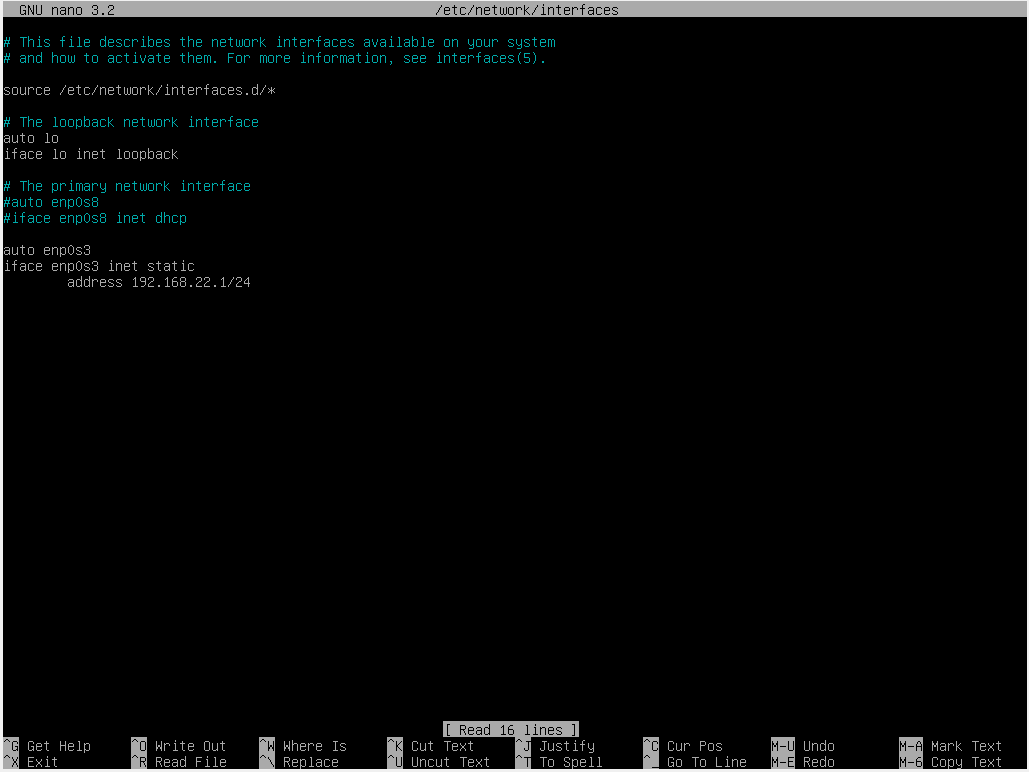 GNU nano 3.2 /etc/network/interfaces
# This file describes the network interfaces available on your system
# and how to activate them. For more information, see interfaces(5).
source /etc/network/interfaces.d/*
# The loopback network interface
auto lo
iface lo inet loopback
# The primary network interface
#auto enp0s8
#iface enp0s8 inet dhcp
auto enp0s3
iface enp0s3 inet static
address 192.168.22.1/24
[ Read 16 lines ]
^G Get Help ^O Write Out ^W Where Is ^K Cut Text ^J Justify ^C Cur Pos M-U Undo M-A Mark Text
^X Exit ^R Read File ^\ Replace ^U Uncut Text ^T To Spell ^_ Go To Line M-E Redo M-6 Copy Text